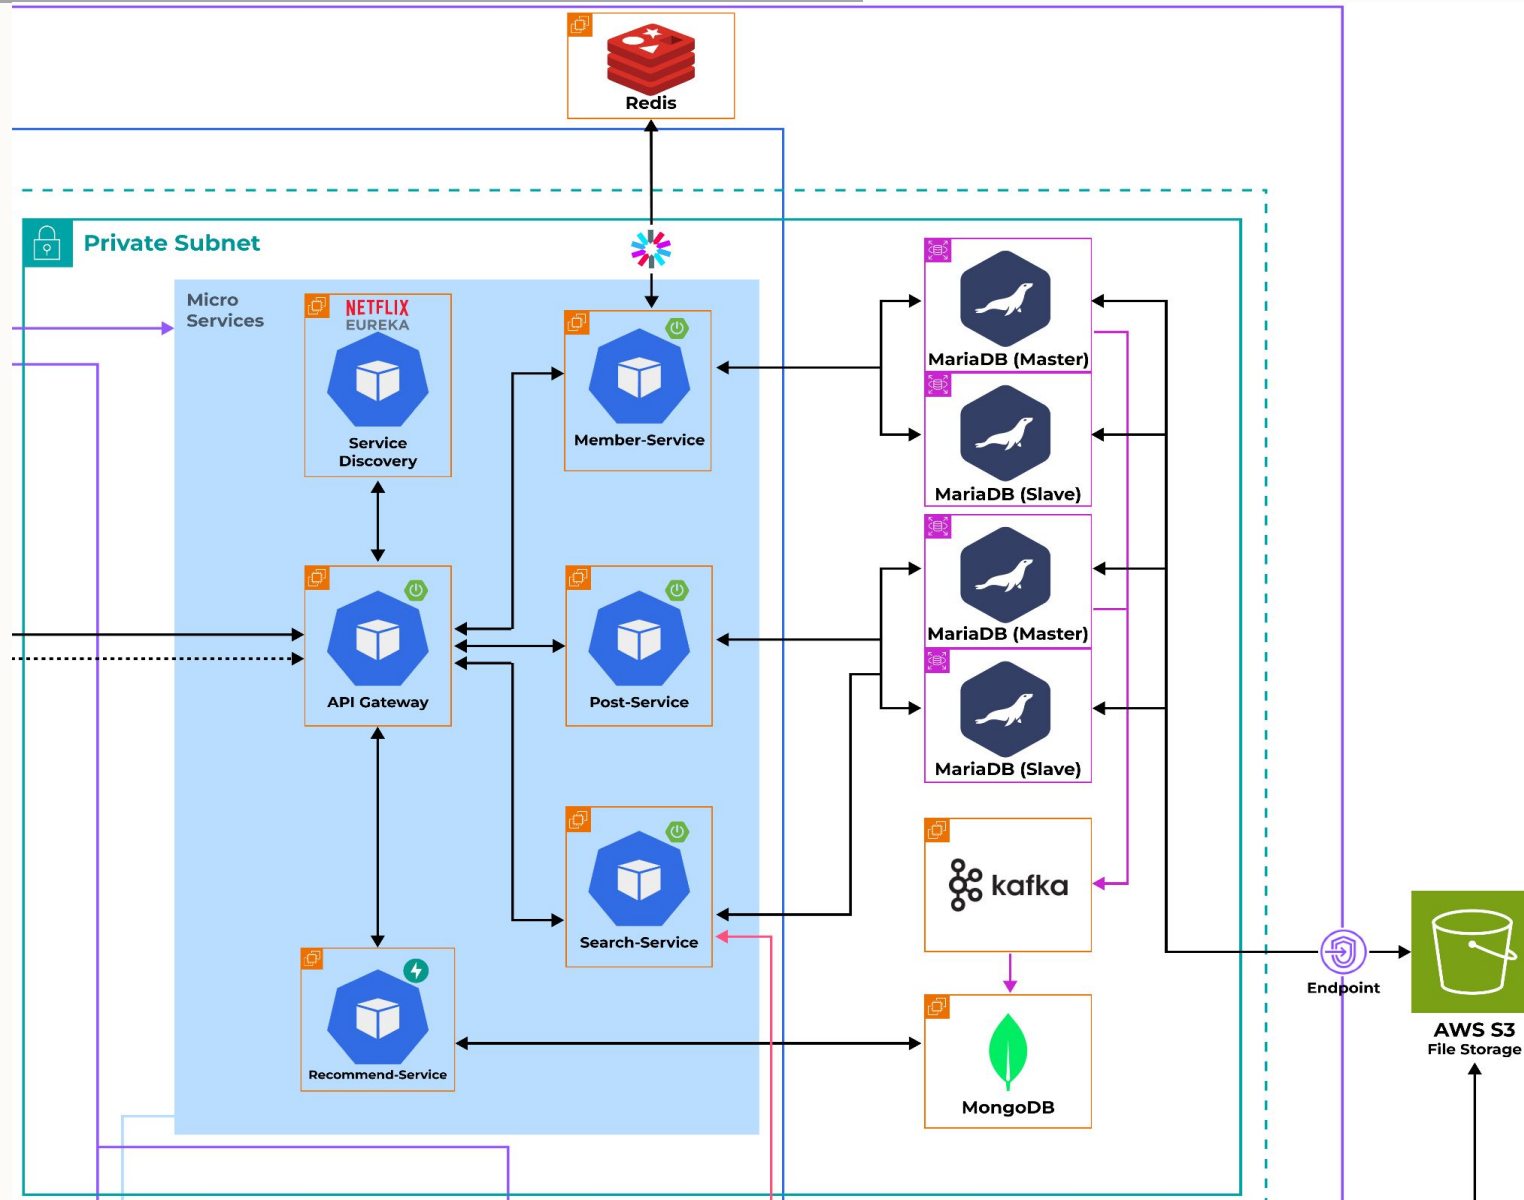 Redis
Private Subnet
Micro
Services
NETFLIX
EUREKA
Service
Discovery
Member-Service
MariaDB (Master)
MariaDB (Slave)
API Gateway
Post-Service
MariaDB (Master)
MariaDB (Slave)
Search-Service
kafka
Recommend-Service
MongoDB
Endpoint
AWS S3
File Storage